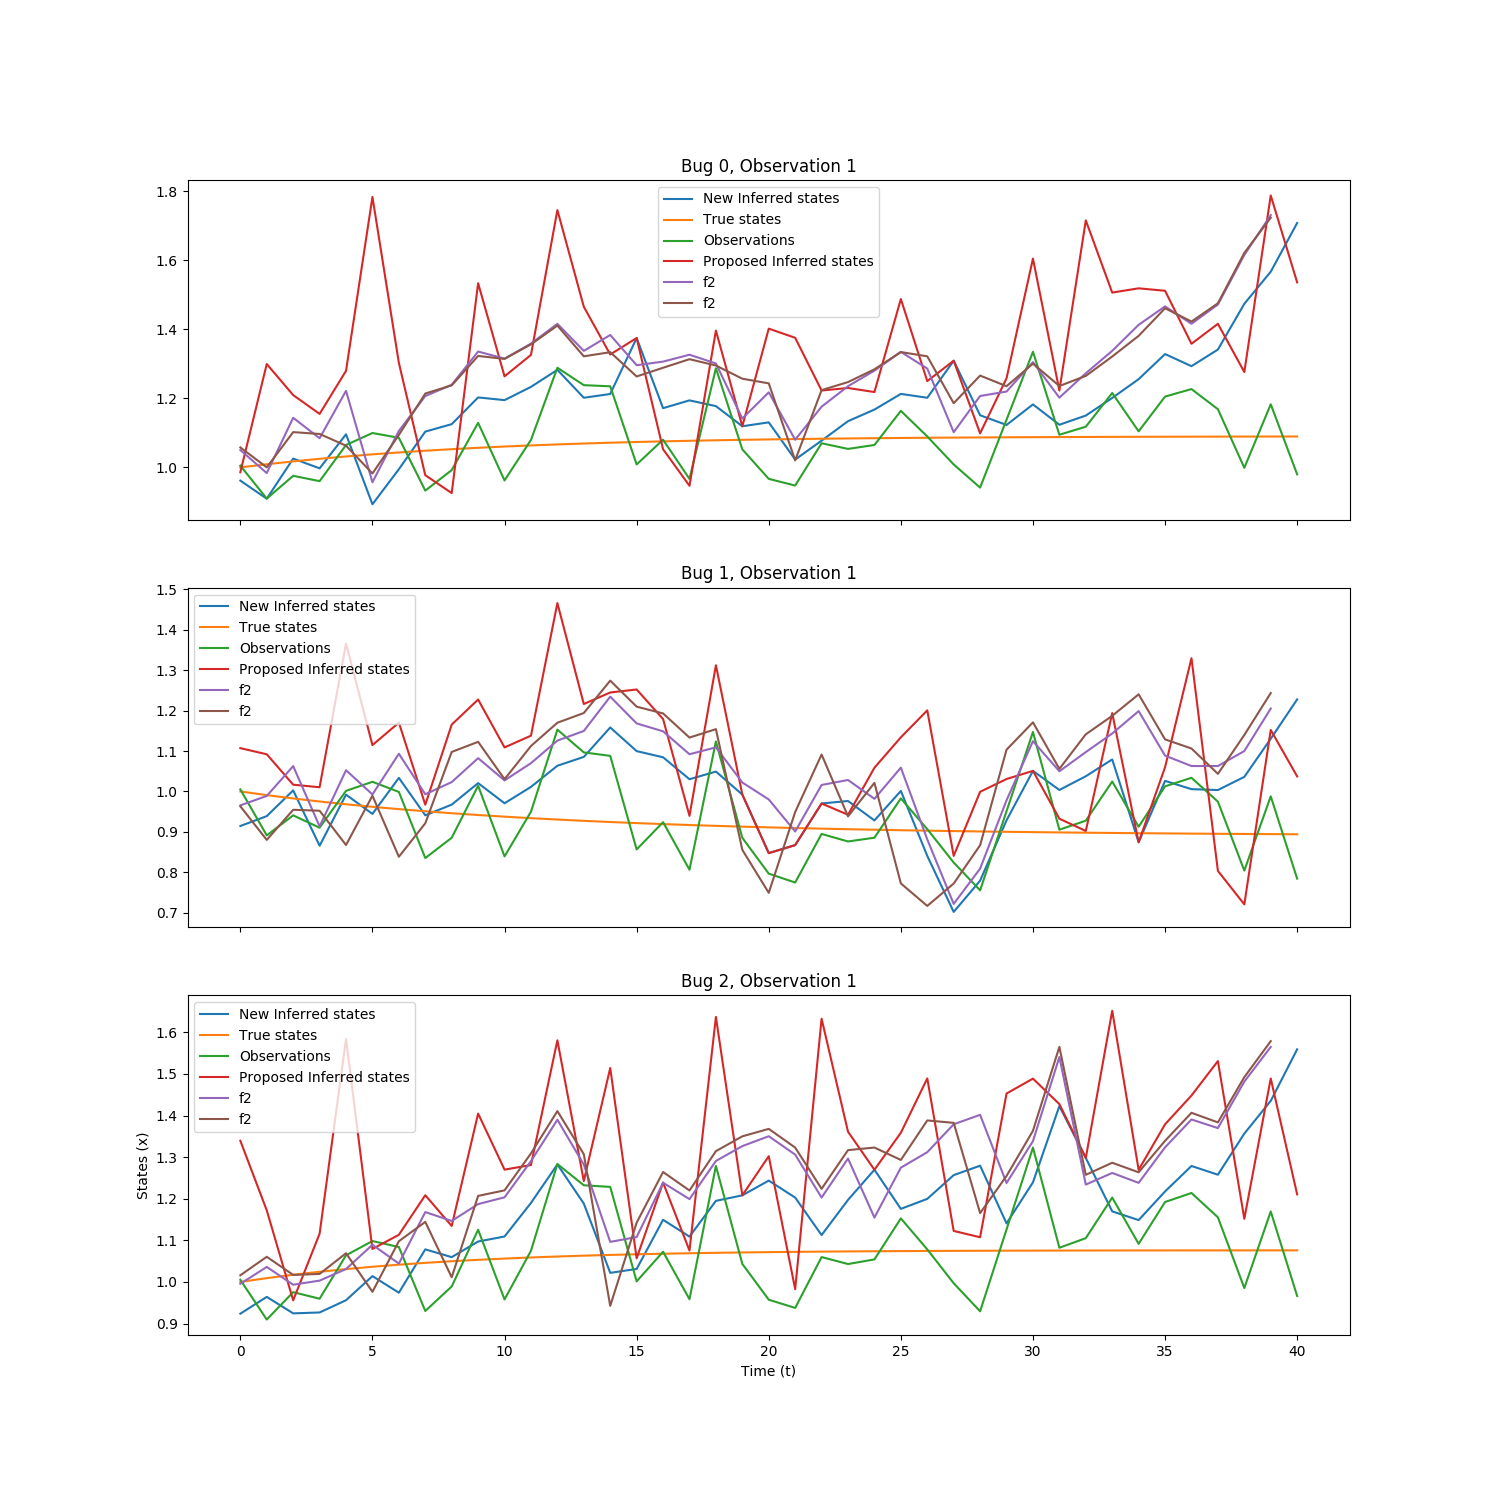 Bug 0, Observation 1
1.8
1.6
1.4
1.2
1.0
New Inferred states
True states
Observations
Proposed Inferred states
f2
f2
Bug 1, Observation 1
1.5
1.4
1.3
1.2
1.1
1.0
0.9
0.8
0.7
New Inferred states
True states
Observations
Proposed Inferred states
f2
f2
Bug 2, Observation 1
States (x)
1.6
1.5
1.4
1.3
1.2
1.1
1.0
0.9
New Inferred states
True states
Observations
Proposed Inferred states
f2
f2
0 5 10 15 20 25 30 35 40
Time (t)